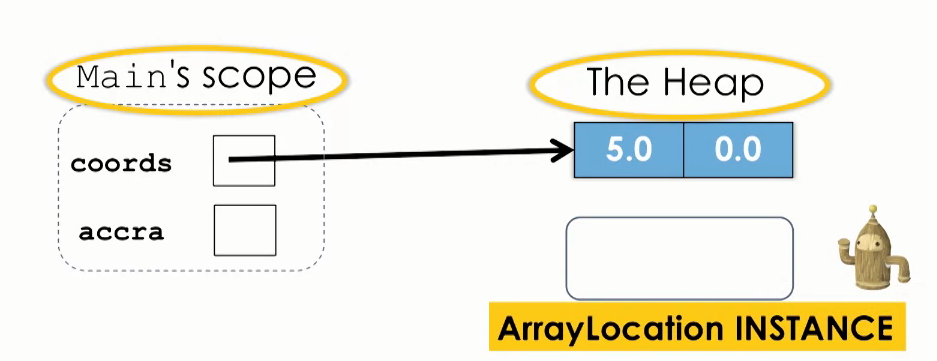 Main's scope
The Heap
coords
5.0 0.0
accra
ArrayLocation INSTANCE